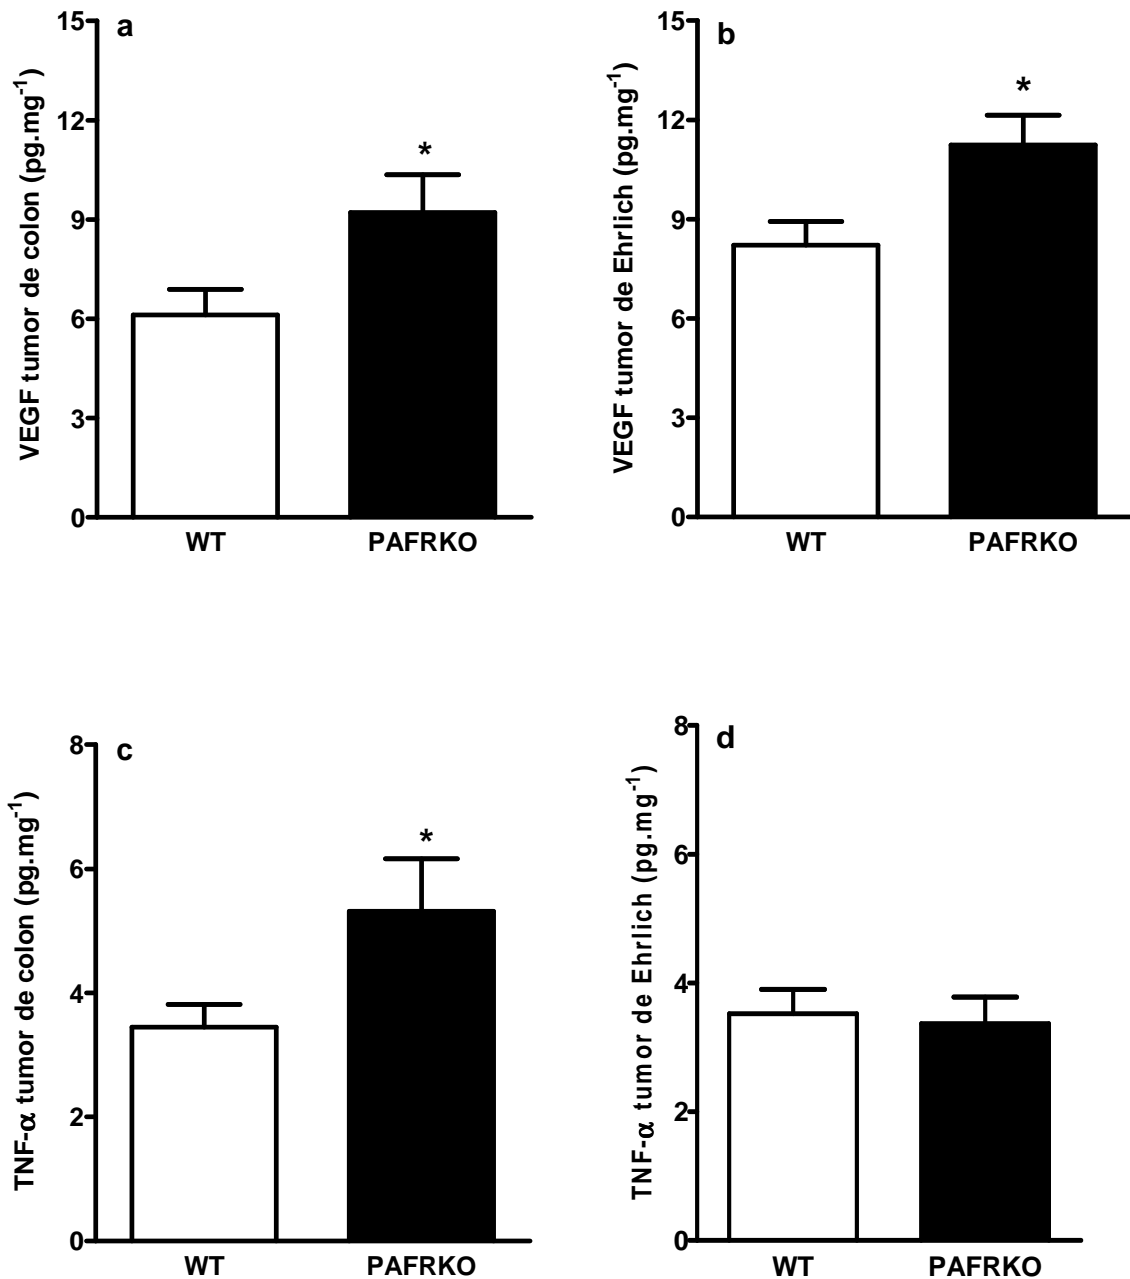 a
VEGF tumor de colon (pg.mg⁻¹)
15
12
9
6
3
0
*
WT
PAFRKO
b
VEGF tumor de Ehrlich (pg.mg⁻¹)
15
12
9
6
3
0
*
WT
PAFRKO
c
TNF-α tumor de colon (pg.mg⁻¹)
8
6
4
2
0
*
WT
PAFRKO
d
TNF-α tumor de Ehrlich (pg.mg⁻¹)
8
6
4
2
0
WT
PAFRKO